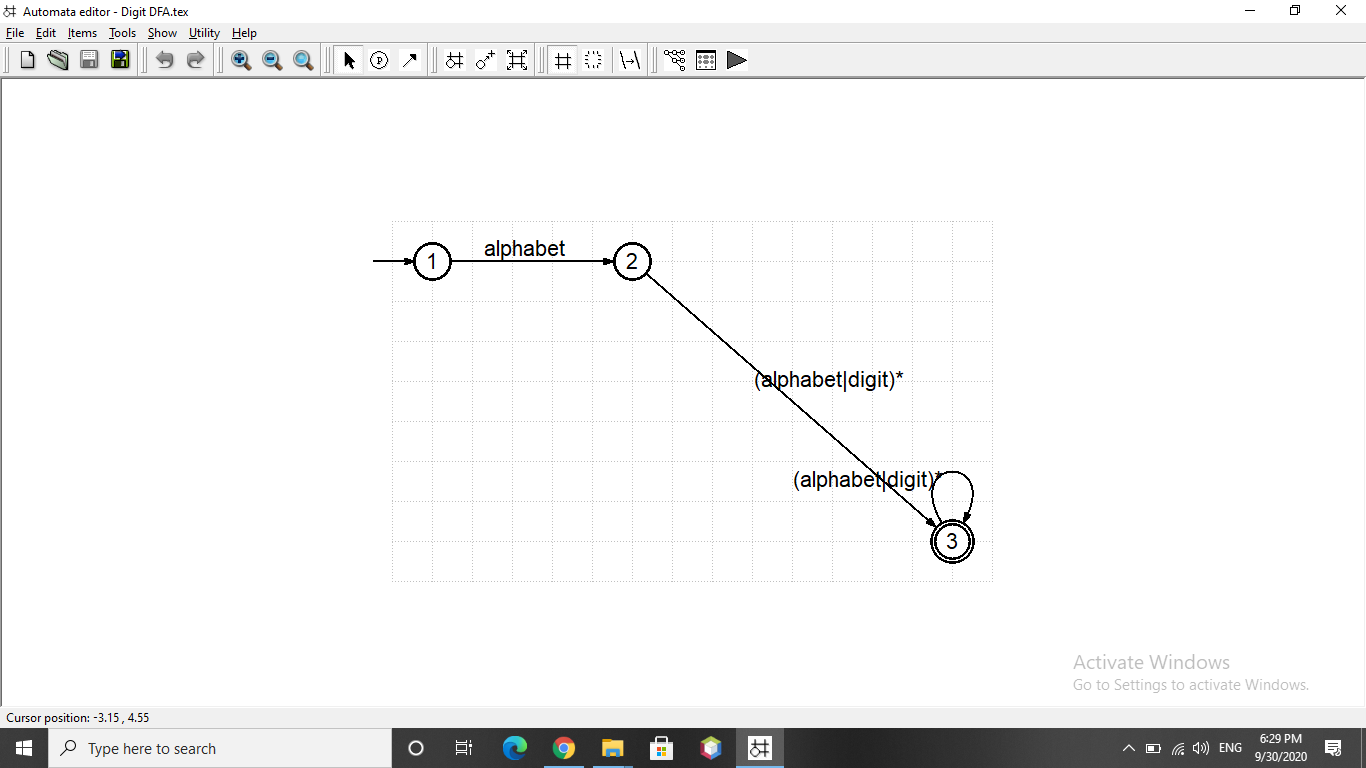 Automata editor - Digit DFA.tex
File Edit Items Tools Show Utility Help
P
1
alphabet
2
(alphabet|digit)*
(alphabet|digit)*
3
Activate Windows
Go to Settings to activate Windows.
Cursor position: -3.15 , 4.55
Type here to search
ENG
6:29 PM
9/30/2020